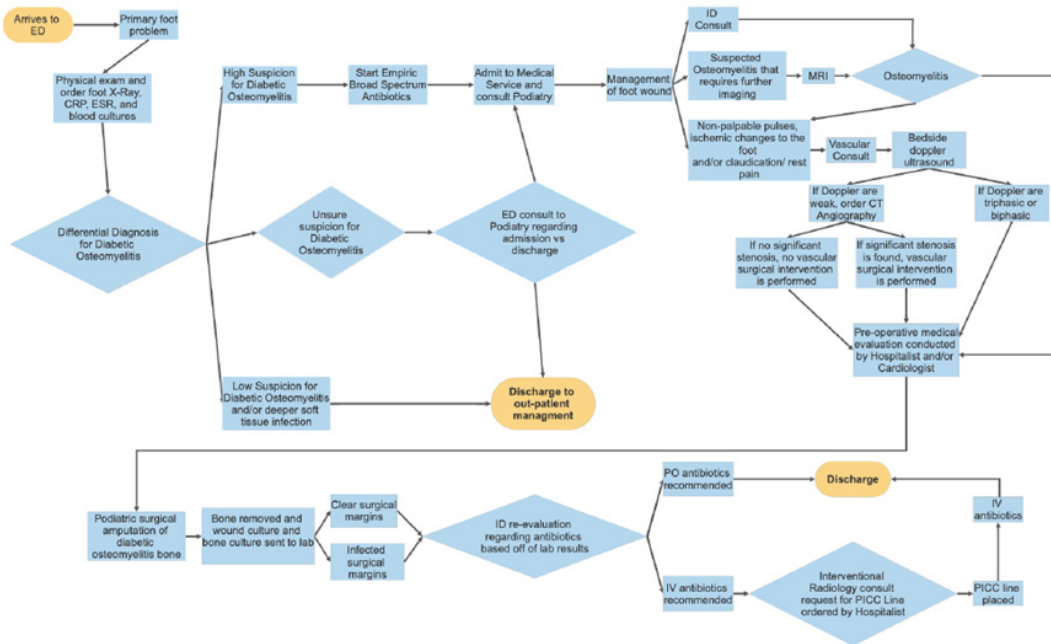 Arrives to
ED
Primary foot
problem
Physical exam and
order foot X-Ray,
CRP, ESR, and
blood cultures
Differential Diagnosis
for Diabetic
Osteomyelitis
High Suspicion
for Diabetic
Osteomyelitis
Start Empiric
Broad Spectrum
Antibiotics
Admit to Medical
Service and
consult Podiatry
Management
of foot wound
ID
Consult
Suspected
Osteomyelitis that
requires further
imaging
MRI
Osteomyelitis
Non-palpable pulses,
ischemic changes to the
foot
and/or claudication/ rest
pain
Vascular
Consult
Bedside
doppler
ultrasound
If Doppler are
weak, order CT
Angiography
If Doppler are
triphasic or
biphasic
If no significant
stenosis, no vascular
surgical intervention
is performed
If significant stenosis
is found, vascular
surgical intervention
is performed
Unsure
suspicion for
Diabetic
Osteomyelitis
ED consult to
Podiatry regarding
admission vs
discharge
Low Suspicion for
Diabetic Osteomyelitis
and/or deeper soft
tissue infection
Discharge to
out-patient
managment
Pre-operative medical
evaluation conducted
by Hospitalist and/or
Cardiologist
Podiatric surgical
amputation of
diabetic
osteomyelitis bone
Bone removed and
wound culture and
bone culture sent to lab
Clear surgical
margins
Infected
surgical
margins
ID re-evaluation
regarding antibiotics
based off of lab results
PO antibiotics
recommended
Discharge
IV antibiotics
recommended
Interventional
Radiology consult
request for PICC Line
ordered by Hospitalist
PICC line
placed
IV
antibiotics